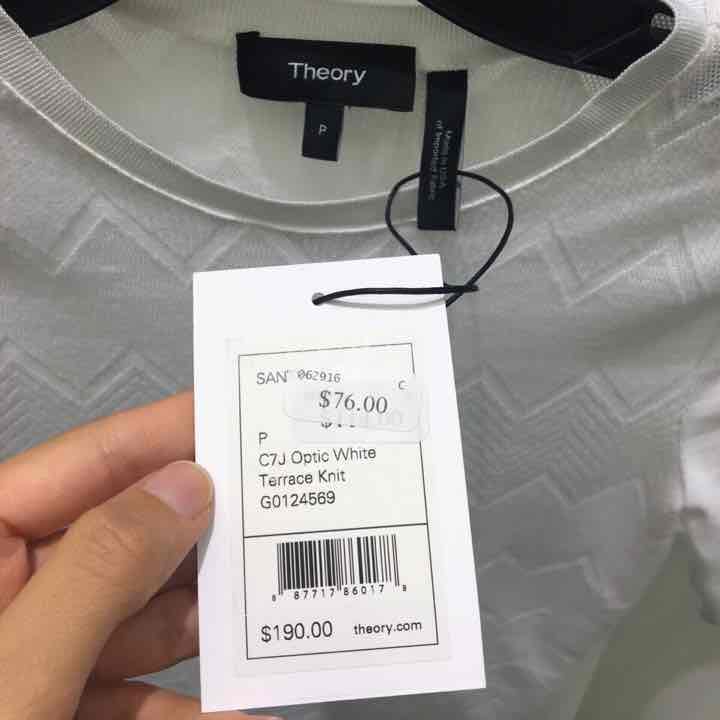 Theory
P
Made in USA
of Imported Fabric
SAN 062916
C
$76.00
P
C7J Optic White
Terrace Knit
G0124569
8 87717 86017 8
$190.00 theory.com